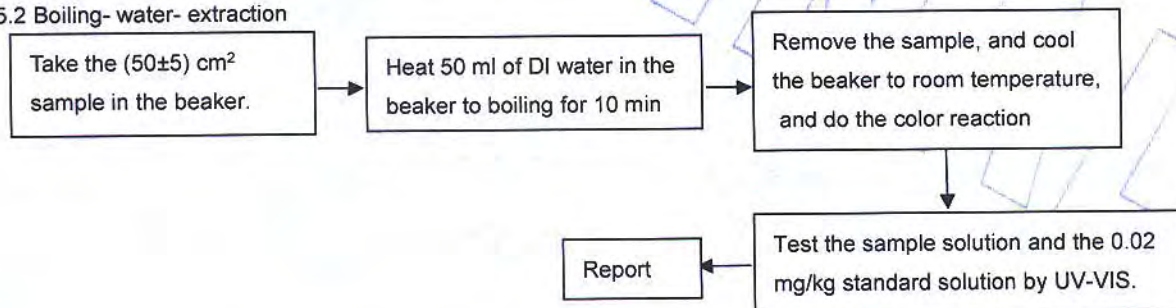 5.2 Boiling- water- extraction
Take the (50±5) cm²
sample in the beaker.
Heat 50 ml of DI water in the
beaker to boiling for 10 min
Remove the sample, and cool
the beaker to room temperature,
and do the color reaction
Test the sample solution and the 0.02
mg/kg standard solution by UV-VIS.
Report